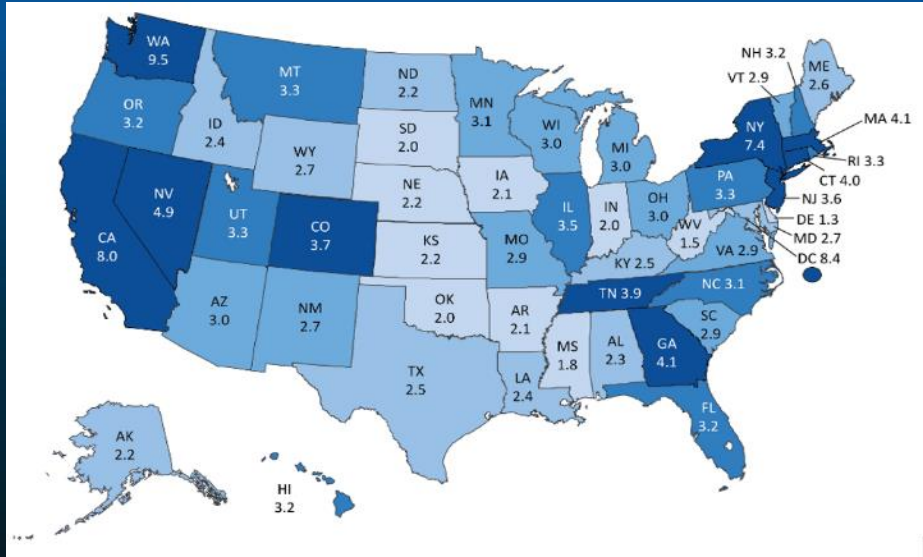 WA
9.5
OR
3.2
CA
8.0
NV
4.9
ID
2.4
MT
3.3
WY
2.7
UT
3.3
AZ
3.0
CO
3.7
NM
2.7
ND
2.2
SD
2.0
NE
2.2
KS
2.2
OK
2.0
TX
2.5
MN
3.1
IA
2.1
MO
2.9
AR
2.1
LA
2.4
WI
3.0
IL
3.5
MI
3.0
IN
2.0
OH
3.0
KY 2.5
TN 3.9
MS
1.8
AL
2.3
GA
4.1
FL
3.2
SC
2.9
NC 3.1
VA 2.9
WV
1.5
PA
3.3
NY
7.4
VT 2.9
NH 3.2
ME
2.6
MA 4.1
RI 3.3
CT 4.0
NJ 3.6
DE 1.3
MD 2.7
DC 8.4
AK
2.2
HI
3.2